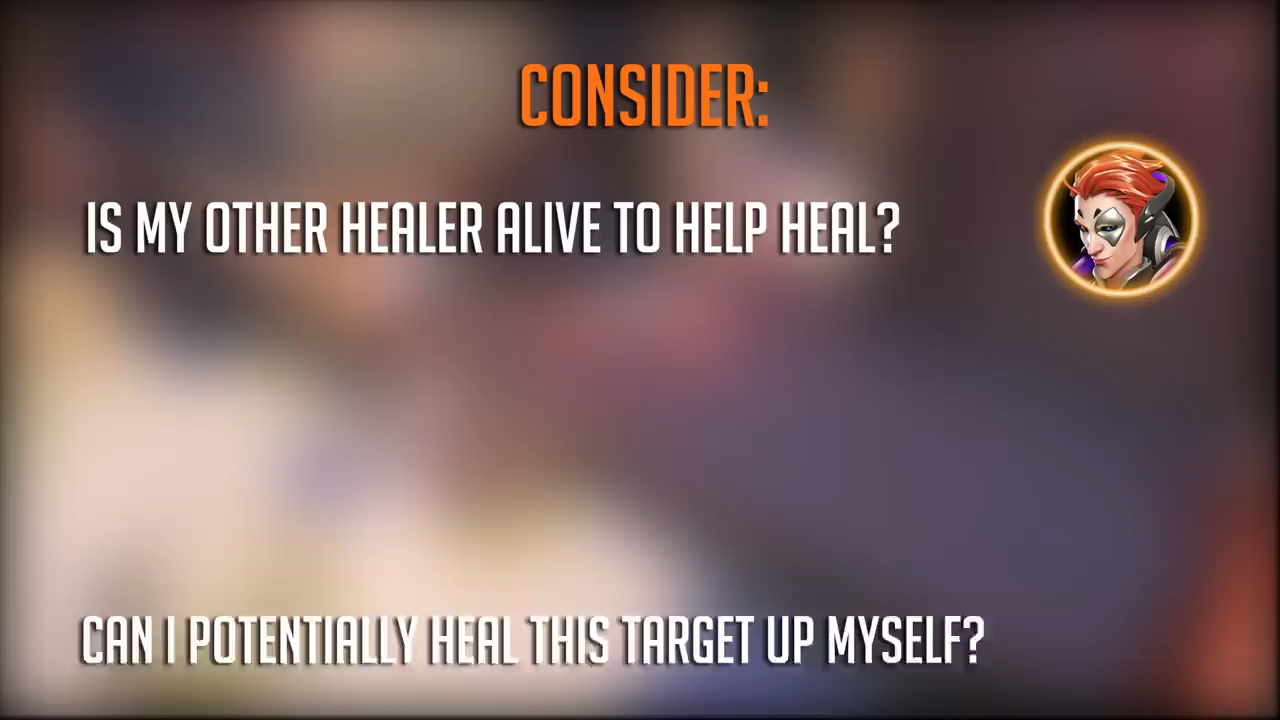 CONSIDER:
IS MY OTHER HEALER ALIVE TO HELP HEAL?
CAN I POTENTIALLY HEAL THIS TARGET UP MYSELF?